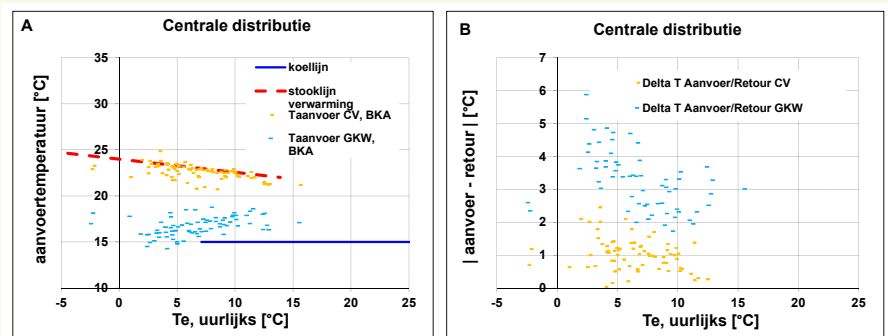 A
Centrale distributie
aanvoertemperatuur [°C]
35
30
25
20
15
10
-5
0
5
10
15
20
25
Te, uurlijks [°C]
koellijn
stooklijn
verwarming
Taanvoer CV, BKA
Taanvoer GKW,
BKA
B
Centrale distributie
| aanvoer - retour | [°C]
7
6
5
4
3
2
1
0
-5
0
5
10
15
20
25
Te, uurlijks [°C]
Delta T Aanvoer/Retour CV
Delta T Aanvoer/Retour GKW